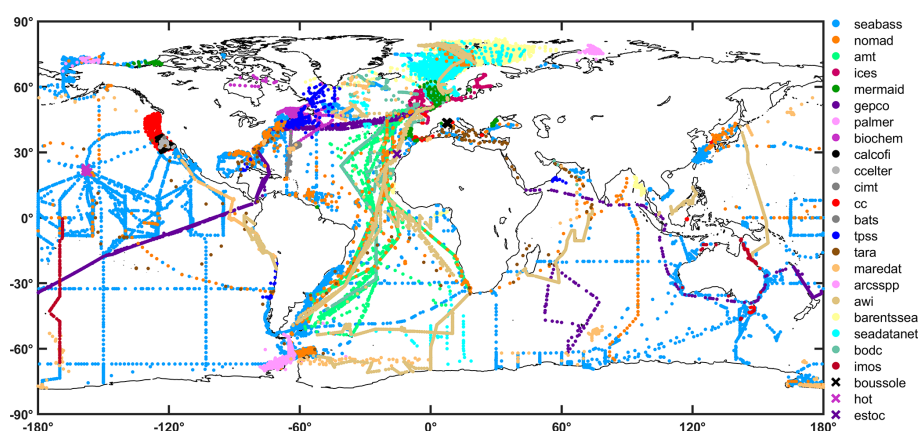 90°
60°
30°
0°
-30°
-60°
-90°
-180°
-120°
-60°
0°
60°
120°
180°
seabass
nomad
amt
ices
mermaid
gepco
palmer
biochem
calcofi
ccelter
cimt
cc
bats
tpss
tara
maredat
arcsspp
awi
barentssea
seadatanet
bodc
imos
boussole
hot
estoc